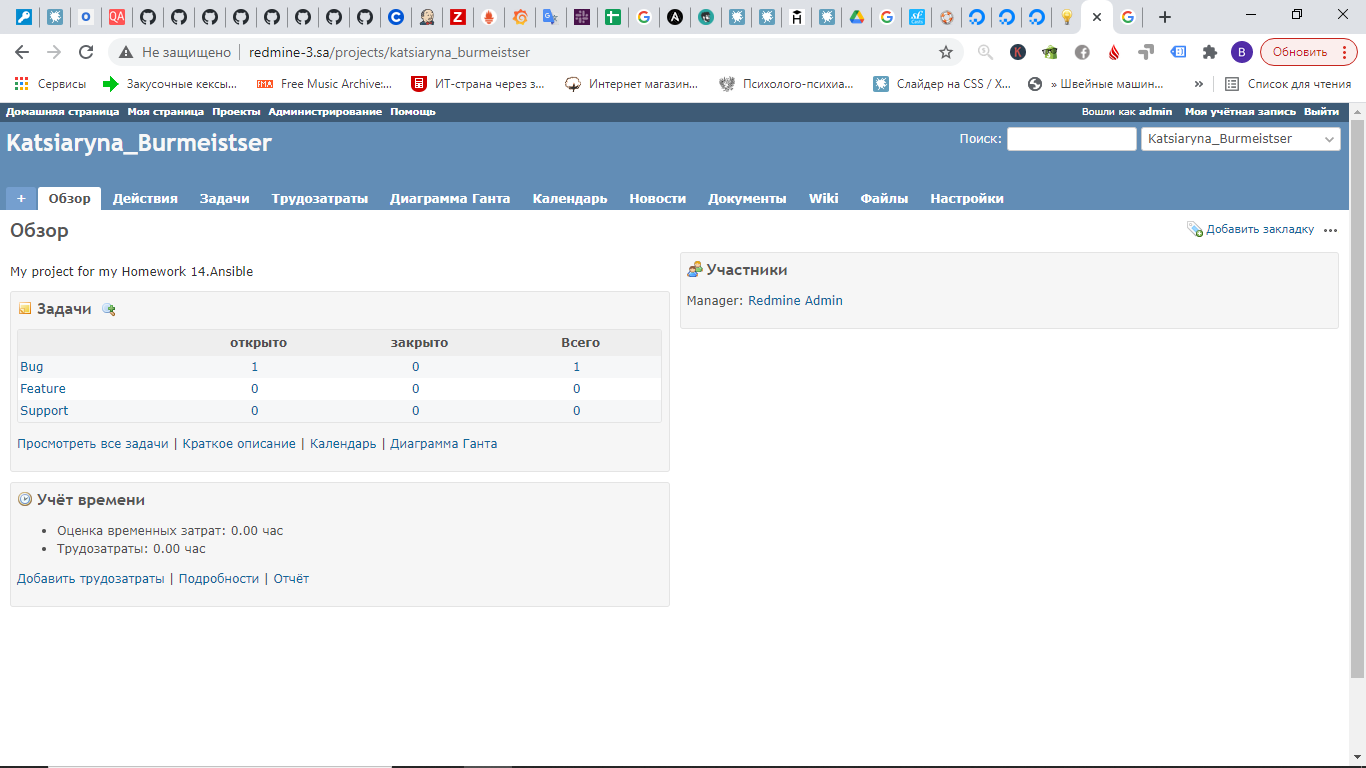 Не защищено redmine-3.sa/projects/katsiaryna_burmeistser B Обновить
Сервисы Закусочные кексы... Free Music Archive:... ИТ-страна через з... Интернет магазин... Психолого-психиа... Слайдер на CSS / X... » Швейные машин... » Список для чтения
Домашняя страница Моя страница Проекты Администрирование Помощь Вошли как admin Моя учётная запись Выйти
Katsiaryna_Burmeistser Поиск: Katsiaryna_Burmeistser
+ Обзор Действия Задачи Трудозатраты Диаграмма Ганта Календарь Новости Документы Wiki Файлы Настройки
Обзор Добавить закладку •••
My project for my Homework 14.Ansible
Задачи
открыто закрыто Всего
Bug 1 0 1
Feature 0 0 0
Support 0 0 0
Просмотреть все задачи | Краткое описание | Календарь | Диаграмма Ганта
Учёт времени
• Оценка временных затрат: 0.00 час
• Трудозатраты: 0.00 час
Добавить трудозатраты | Подробности | Отчёт
Участники
Manager: Redmine Admin